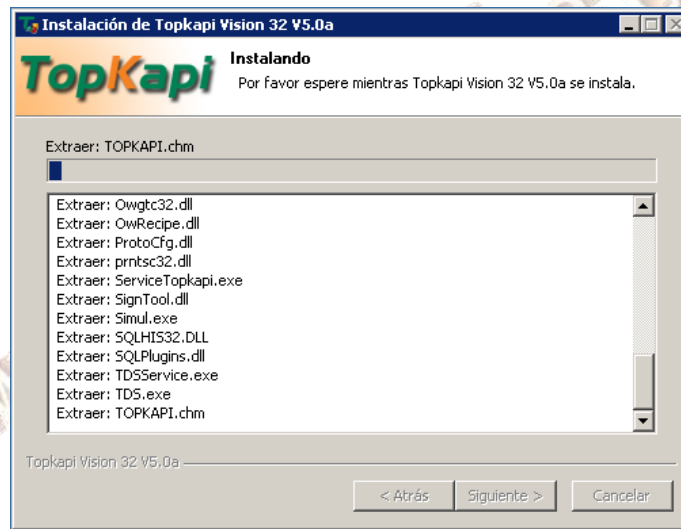 Instalación de Topkapi Vision 32 V5.0a
TopKapi
Instalando
Por favor espere mientras Topkapi Vision 32 V5.0a se instala.
Extraer: TOPKAPI.chm
Extraer: Owgtc32.dll
Extraer: OwRecipe.dll
Extraer: ProtoCfg.dll
Extraer: prntsc32.dll
Extraer: ServiceTopkapi.exe
Extraer: SignTool.dll
Extraer: Simul.exe
Extraer: SQLHIS32.DLL
Extraer: SQLPlugins.dll
Extraer: TDSService.exe
Extraer: TDS.exe
Extraer: TOPKAPI.chm
Topkapi Vision 32 V5.0a
< Atrás
Siguiente >
Cancelar